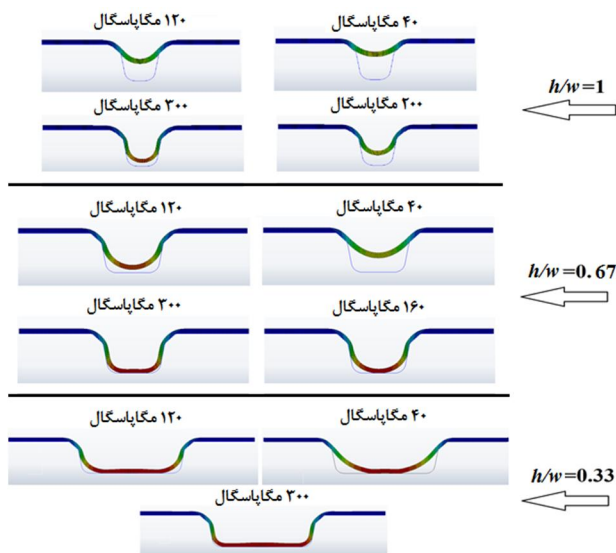 ۴۰ مگاپاسگال
۱۲۰ مگاپاسگال
۲۰۰ مگاپاسگال
۳۰۰ مگاپاسگال
h/w=1
۴۰ مگاپاسگال
۱۲۰ مگاپاسگال
۱۶۰ مگاپاسگال
۳۰۰ مگاپاسگال
h/w=0.67
۴۰ مگاپاسگال
۱۲۰ مگاپاسگال
۳۰۰ مگاپاسگال
h/w=0.33